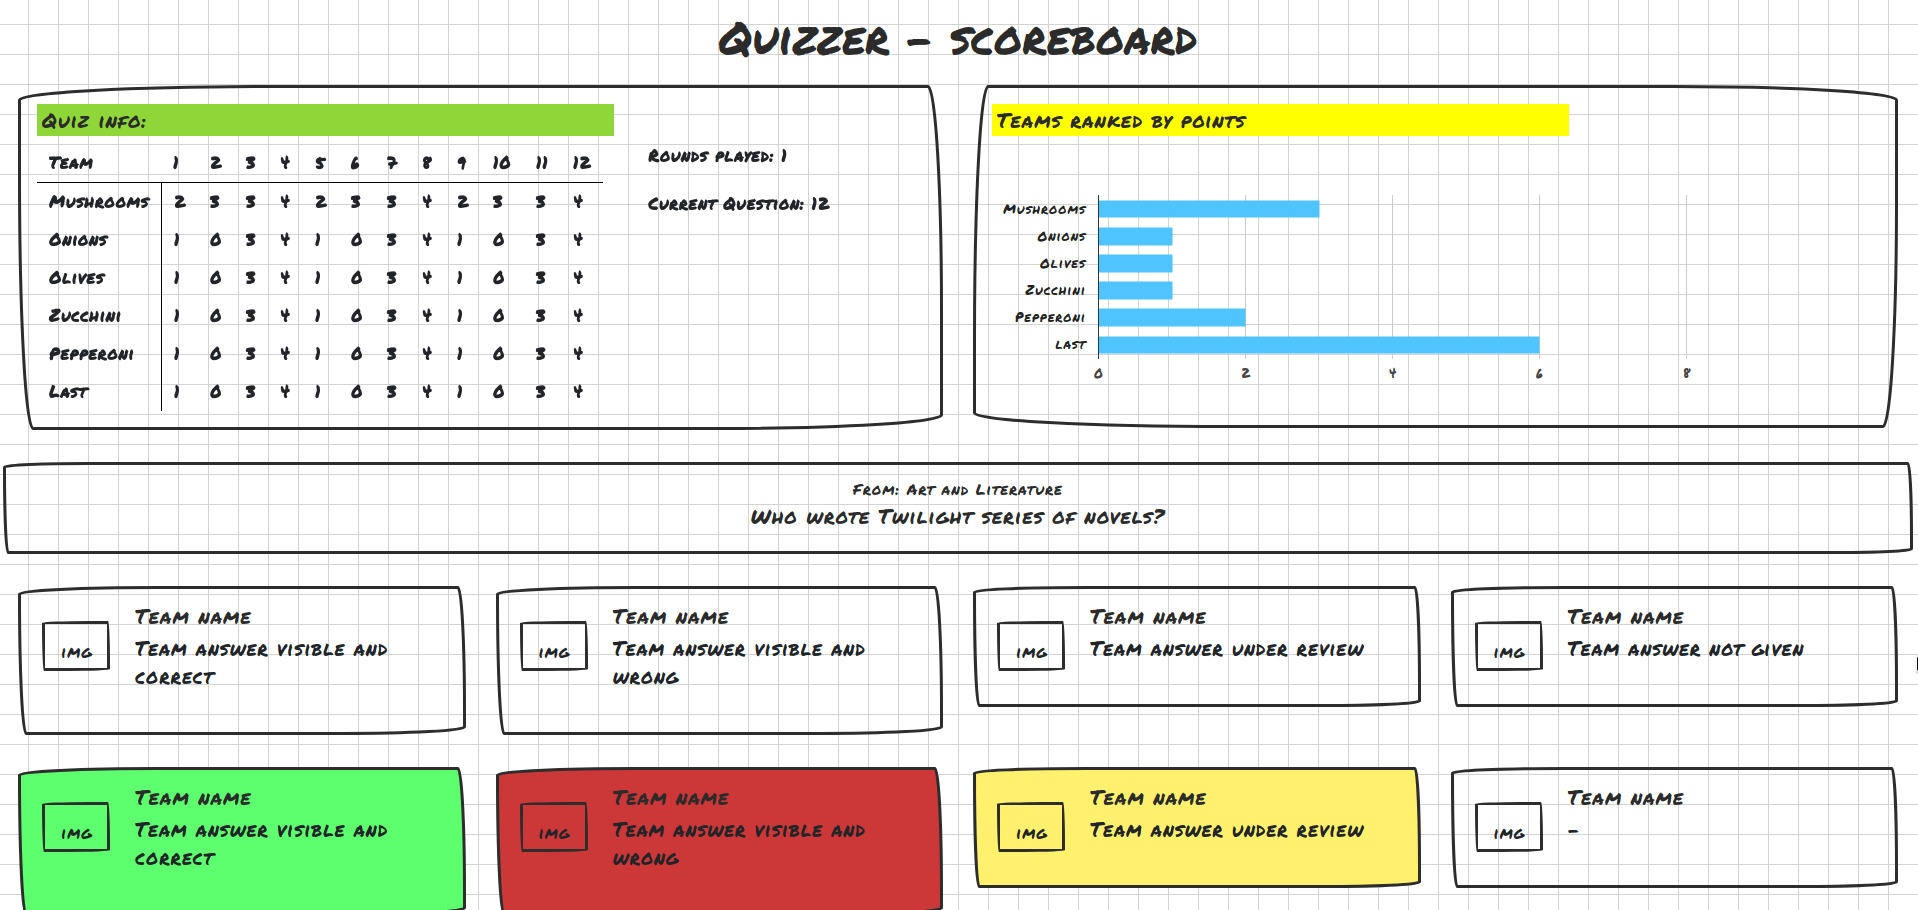 Quizzer - scoreboard
Quiz info:
Team 1 2 3 4 5 6 7 8 9 10 11 12
Mushrooms 2 3 3 4 2 3 3 4 2 3 3 4
Onions 1 0 3 4 1 0 3 4 1 0 3 4
Olives 1 0 3 4 1 0 3 4 1 0 3 4
Zucchini 1 0 3 4 1 0 3 4 1 0 3 4
Pepperoni 1 0 3 4 1 0 3 4 1 0 3 4
Last 1 0 3 4 1 0 3 4 1 0 3 4
Rounds played: 1
Current Question: 12
Teams ranked by points
Mushrooms
Onions
Olives
Zucchini
Pepperoni
last
0 2 4 6 8
From: Art and Literature
Who wrote Twilight series of novels?
img
Team name
Team answer visible and
correct
img
Team name
Team answer visible and
wrong
img
Team name
Team answer under review
img
Team name
Team answer not given
img
Team name
Team answer visible and
correct
img
Team name
Team answer visible and
wrong
img
Team name
Team answer under review
img
Team name
-